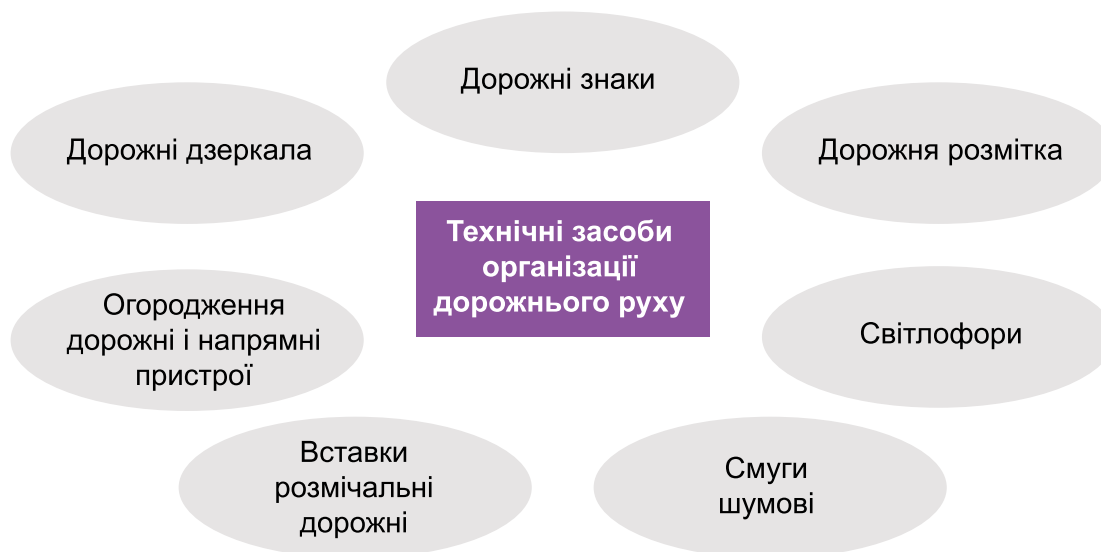 Дорожні знаки
Дорожні дзеркала
Дорожня розмітка
Технічні засоби
організації
дорожнього руху
Огородження
дорожні і напрямні
пристрої
Світлофори
Вставки
розмічальні
дорожні
Смуги
шумові